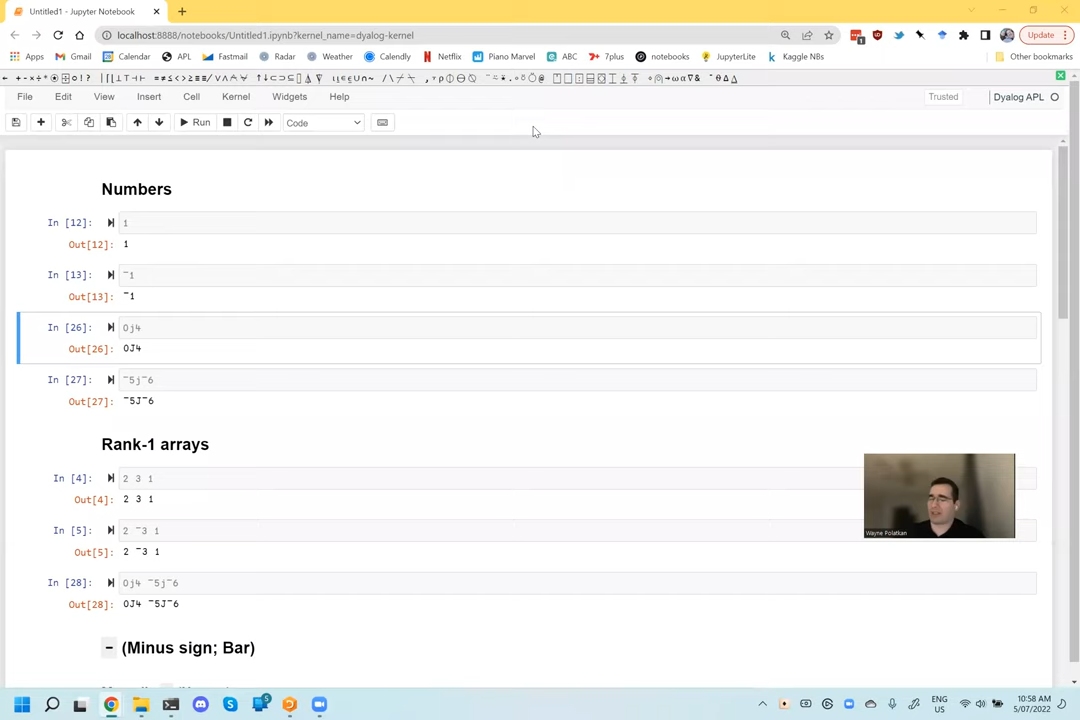 Untitled1 - Jupyter Notebook
localhost:8888/notebooks/Untitled1.ipynb?kernel_name=dyalog-kernel
Update
Apps Gmail Calendar APL Fastmail Radar Weather Calendly Netflix Piano Marvel ABC 7plus notebooks JupyterLite Kaggle NBs Other bookmarks
File Edit View Insert Cell Kernel Widgets Help Trusted Dyalog APL
Run Code
Numbers
In [12]: 1
Out[12]: 1
In [13]: ¯1
Out[13]: ¯1
In [26]: 0j4
Out[26]: 0J4
In [27]: ¯5j¯6
Out[27]: ¯5J¯6
Rank-1 arrays
In [4]: 2 3 1
Out[4]: 2 3 1
In [5]: 2 ¯3 1
Out[5]: 2 ¯3 1
In [28]: 0j4 ¯5j¯6
Out[28]: 0J4 ¯5J¯6
Wayne Polatkan
- (Minus sign; Bar)
ENG
US
10:58 AM
5/07/2022